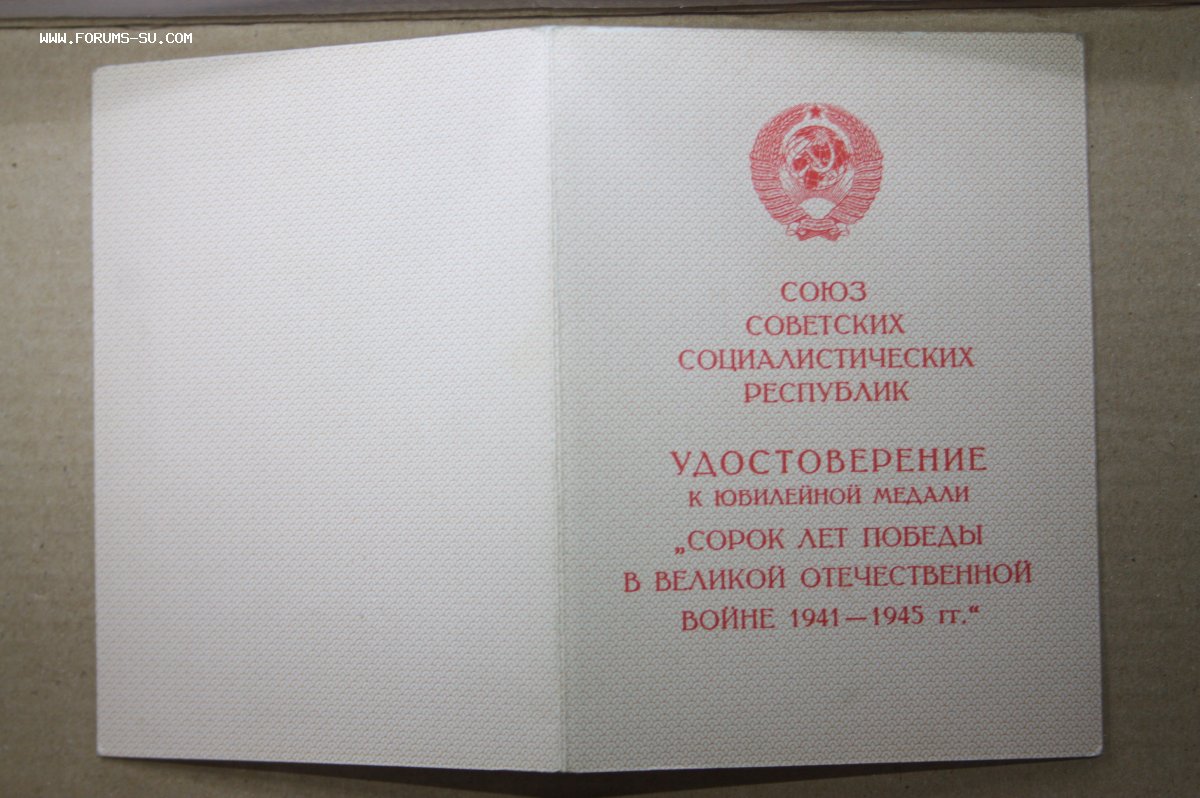 WWW.FORUMS-SU.COM
СОЮЗ
СОВЕТСКИХ
СОЦИАЛИСТИЧЕСКИХ
РЕСПУБЛИК
УДОСТОВЕРЕНИЕ
К ЮБИЛЕЙНОЙ МЕДАЛИ
„СОРОК ЛЕТ ПОБЕДЫ
В ВЕЛИКОЙ ОТЕЧЕСТВЕННОЙ
ВОЙНЕ 1941—1945 гг.“